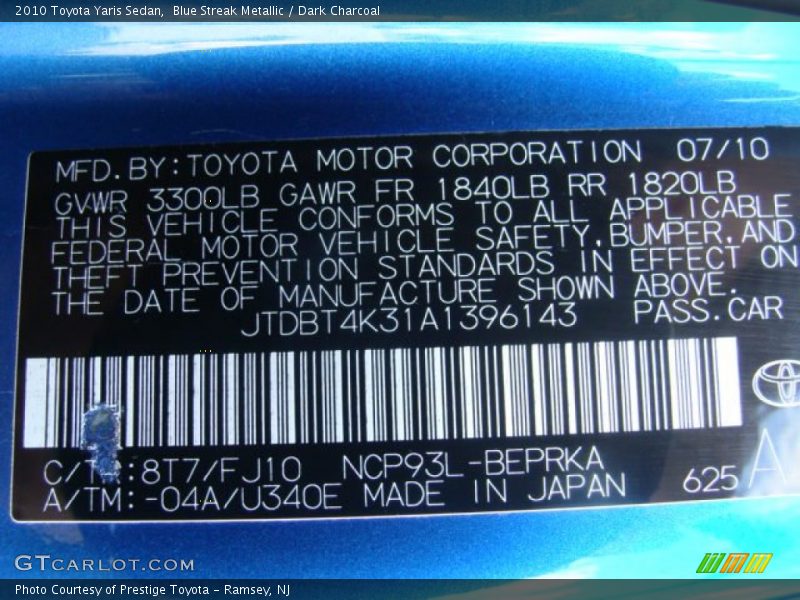 2010 Toyota Yaris Sedan,  Blue Streak Metallic / Dark Charcoal
MFD.BY:TOYOTA MOTOR CORPORATION 07/10
GVWR 3300LB GAWR FR 1840LB RR 1820LB
THIS VEHICLE CONFORMS TO ALL APPLICABLE
FEDERAL MOTOR VEHICLE SAFETY,BUMPER,AND
THEFT PREVENTION STANDARDS IN EFFECT ON
THE DATE OF MANUFACTURE SHOWN ABOVE.
JTDBT4K31A1396143 PASS.CAR
C/TR:8T7/FJ10 NCP93L-BEPRKA
A/TM:-04A/U340E MADE IN JAPAN 625 A
GTCARLOT.COM
Photo Courtesy of Prestige Toyota - Ramsey, NJ